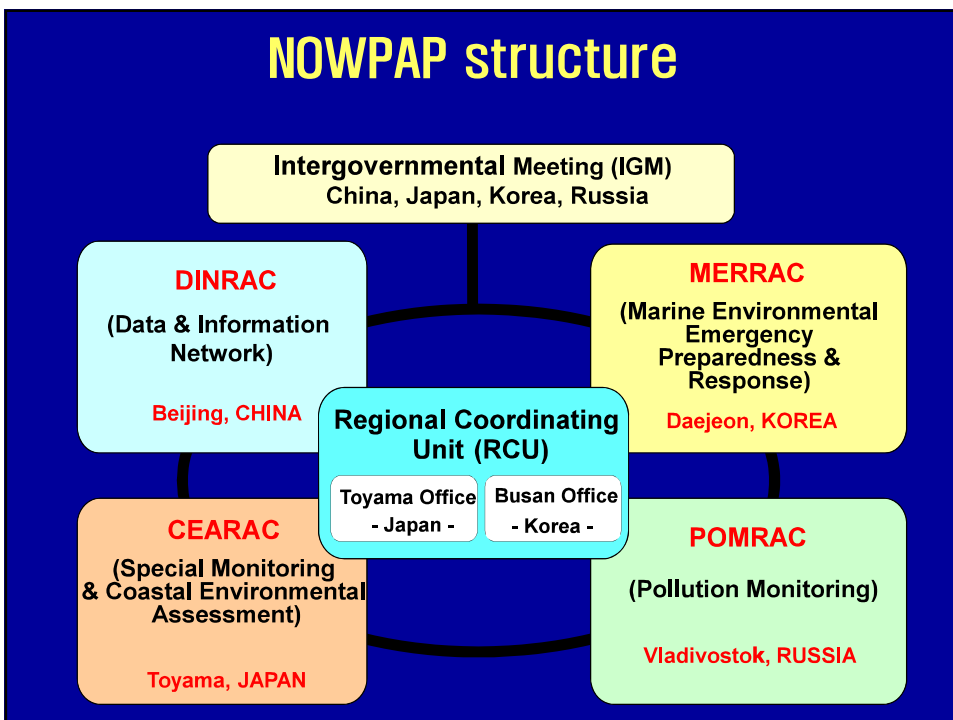 NOWPAP structure
Intergovernmental Meeting (IGM)
China, Japan, Korea, Russia
DINRAC
(Data & Information
Network)
Beijing, CHINA
MERRAC
(Marine Environmental
Emergency
Preparedness &
Response)
Daejeon, KOREA
Regional Coordinating
Unit (RCU)
Toyama Office
- Japan -
Busan Office
- Korea -
CEARAC
(Special Monitoring
& Coastal Environmental
Assessment)
Toyama, JAPAN
POMRAC
(Pollution Monitoring)
Vladivostok, RUSSIA